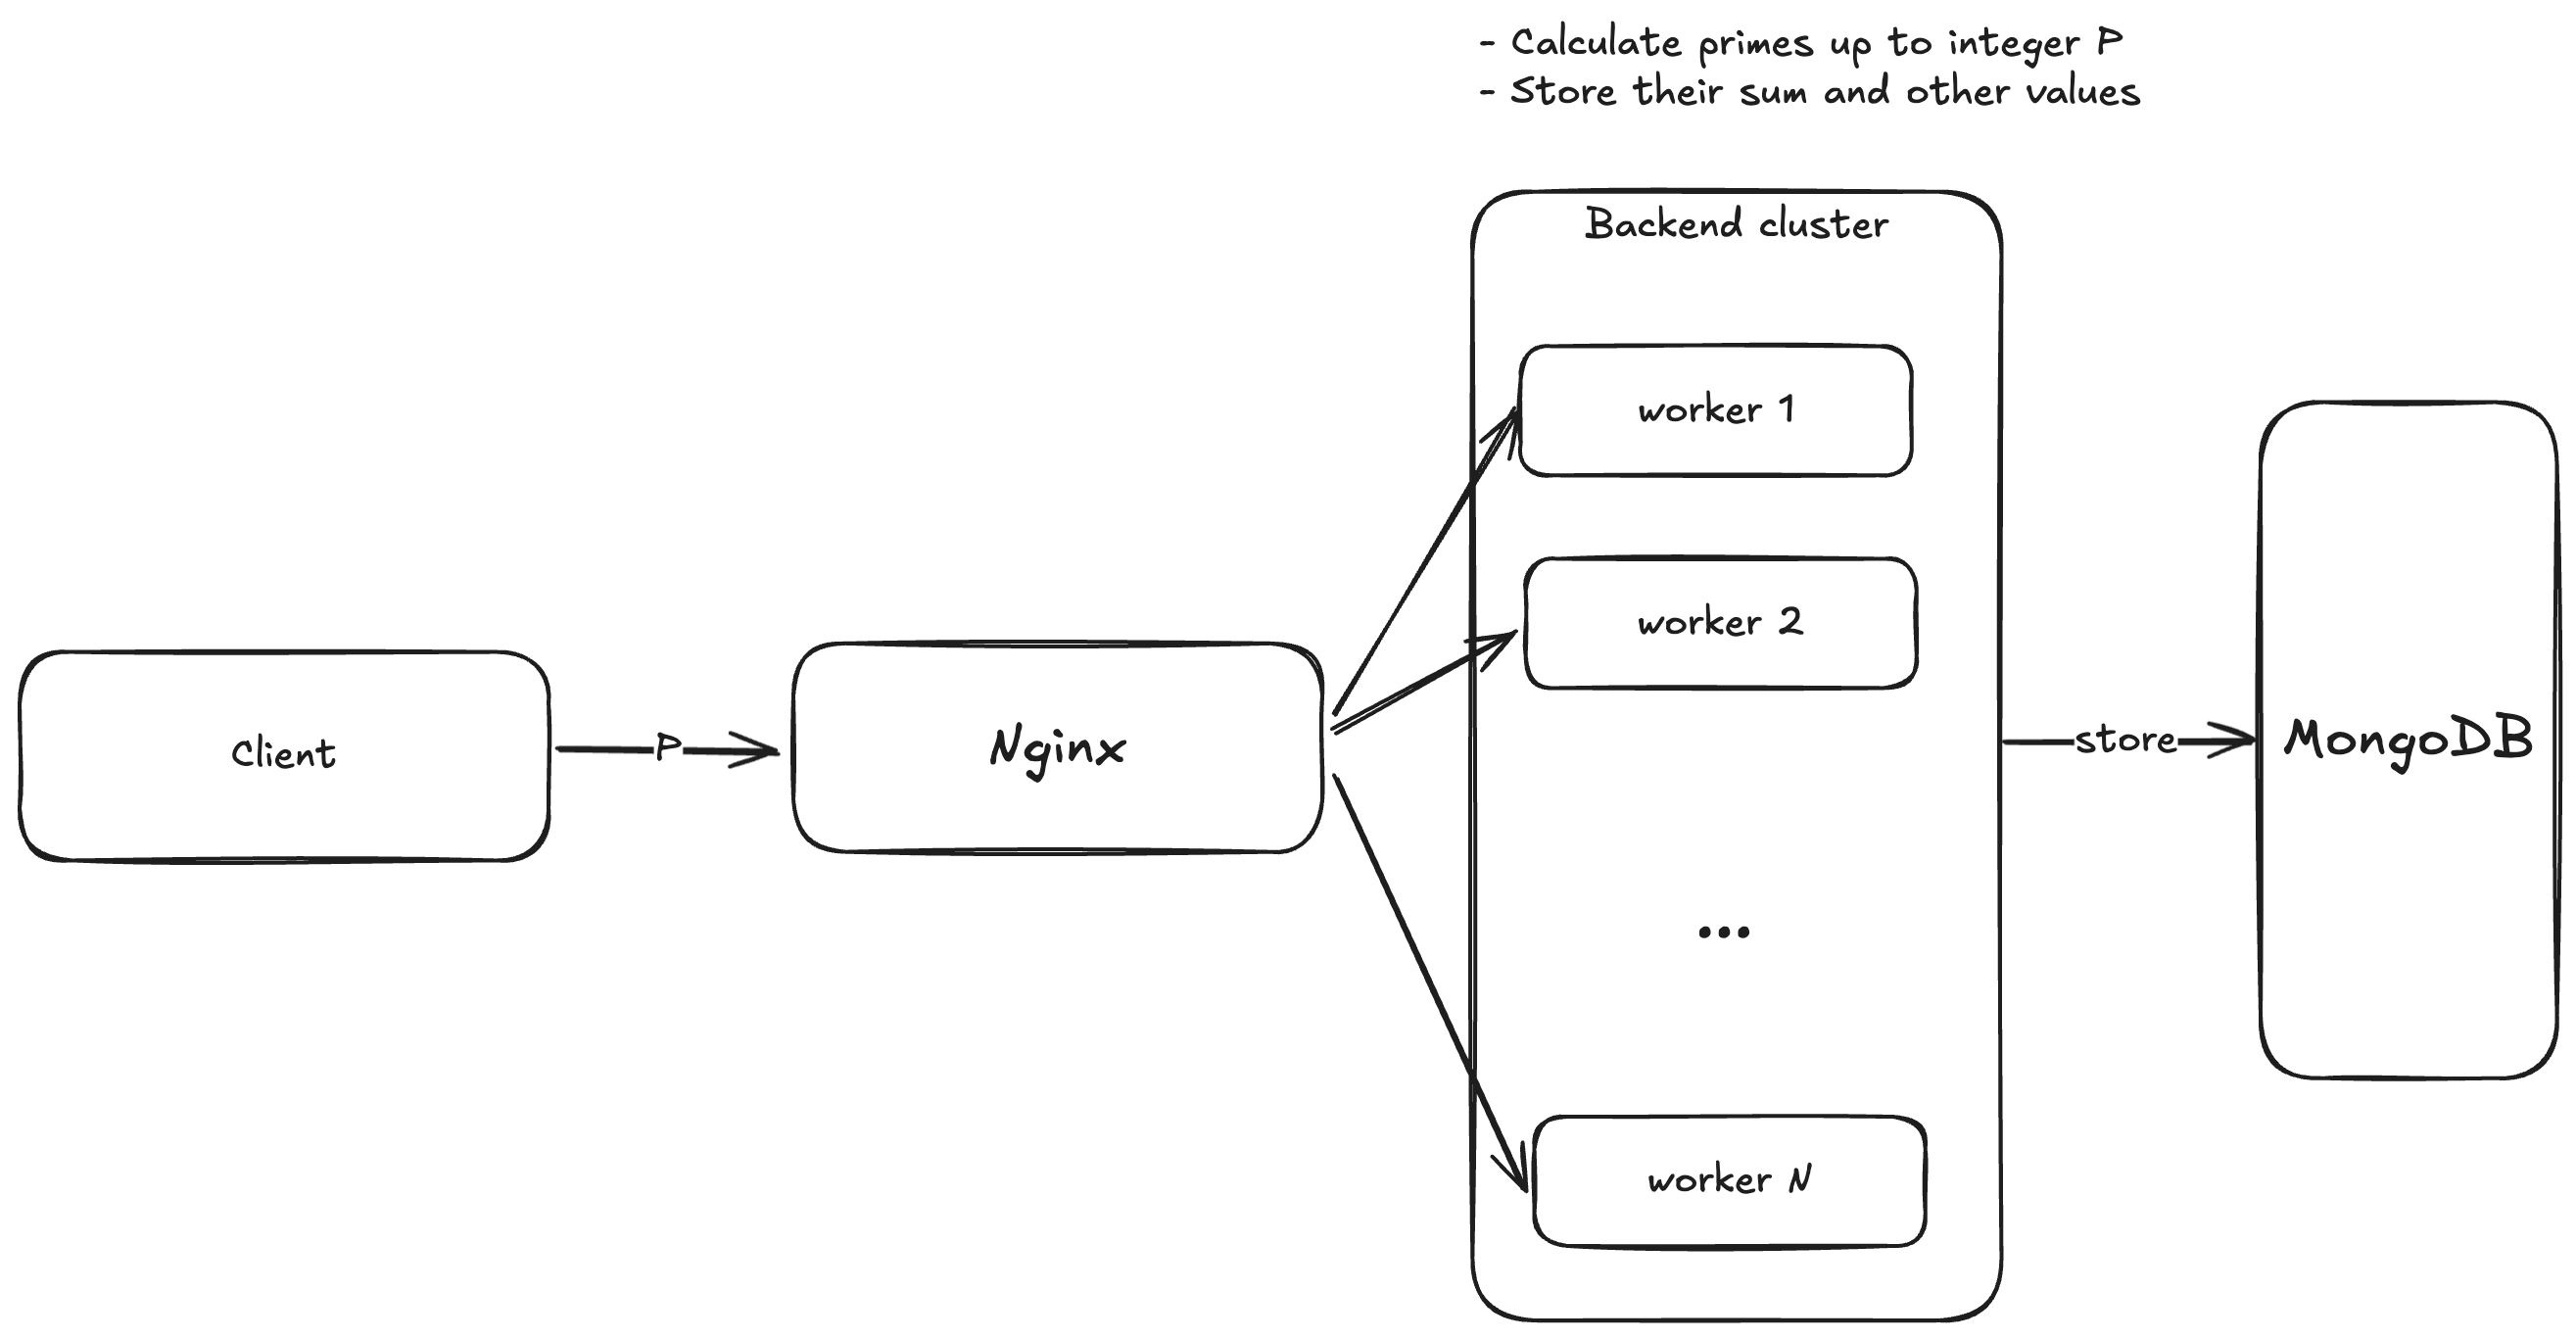 - Calculate primes up to integer P
- Store their sum and other values
Backend cluster
worker 1
worker 2
Client
P
Nginx
store
MongoDB
...
worker N